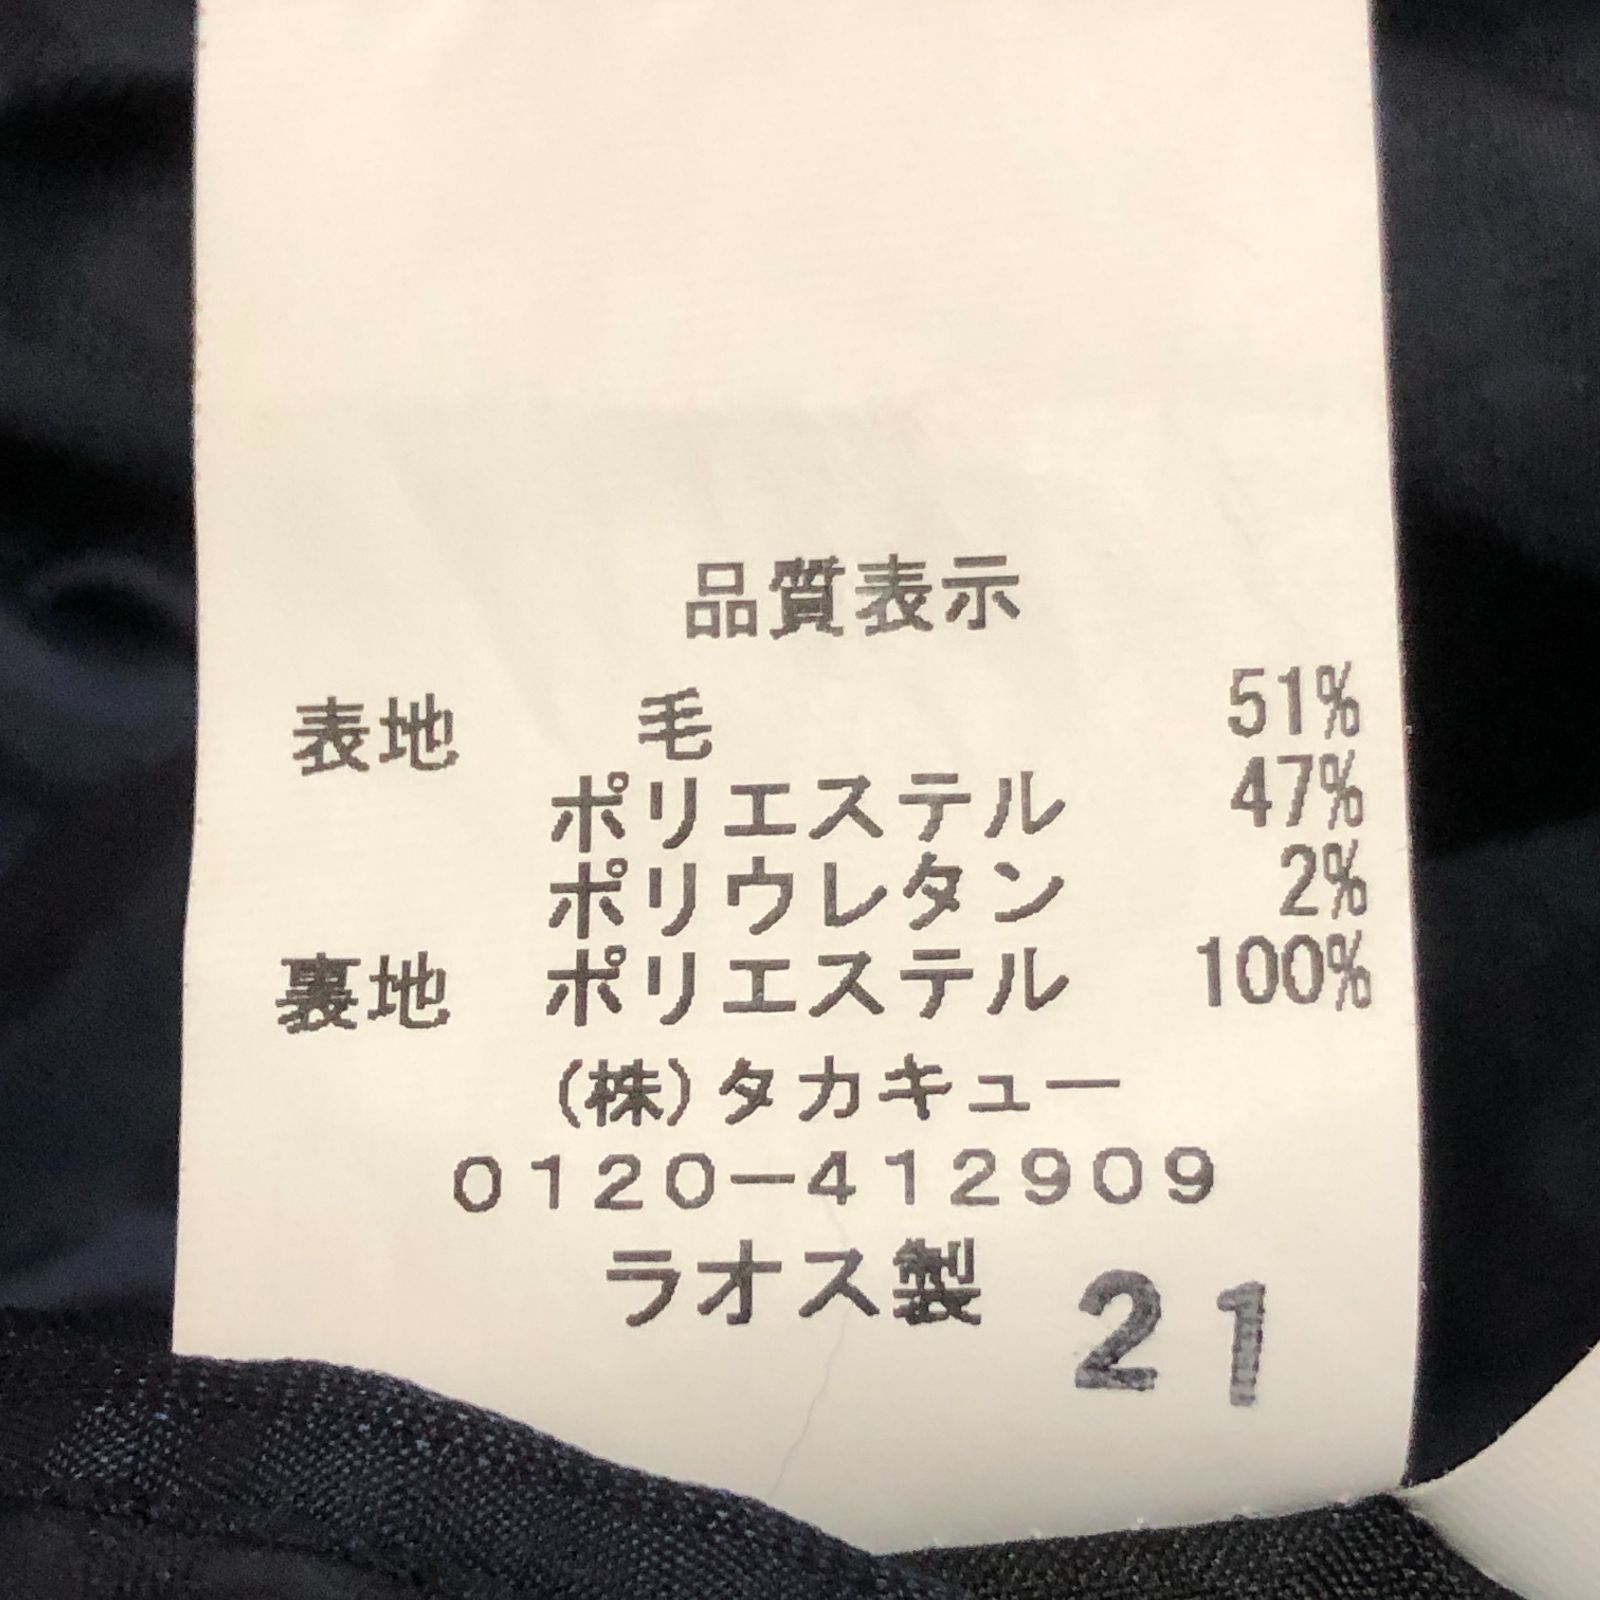 品質表示
表地 毛 51%
ポリエステル 47%
ポリウレタン 2%
裏地 ポリエステル 100%
(株)タカキュー
0120-412909
ラオス製 21